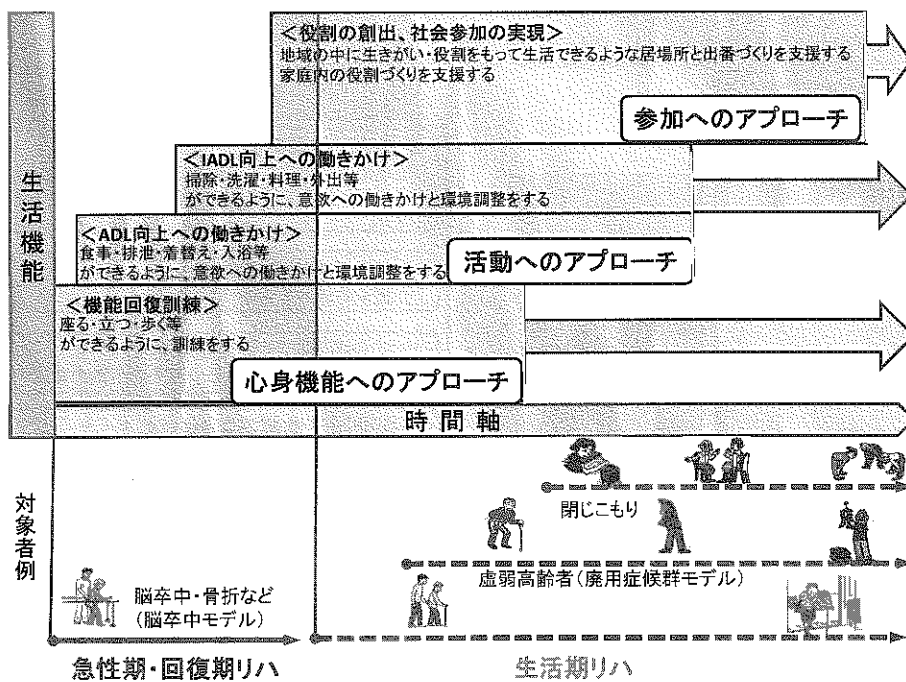 <役割の創出、社会参加の実現>
地域の中に生きがい・役割をもって生活できるような居場所と出番づくりを支援する
家庭内の役割づくりを支援する
参加へのアプローチ
生活機能
<IADL向上への働きかけ>
掃除・洗濯・料理・外出等
ができるように、意欲への働きかけと環境調整をする
<ADL向上への働きかけ>
食事・排泄・着替え・入浴等
ができるように、意欲への働きかけと環境調整をする
活動へのアプローチ
<機能回復訓練>
座る・立つ・歩く等
ができるように、訓練をする
心身機能へのアプローチ
時間軸
対象者例
閉じこもり
虚弱高齢者(廃用症候群モデル)
脳卒中・骨折など
(脳卒中モデル)
急性期・回復期リハ
生活期リハ